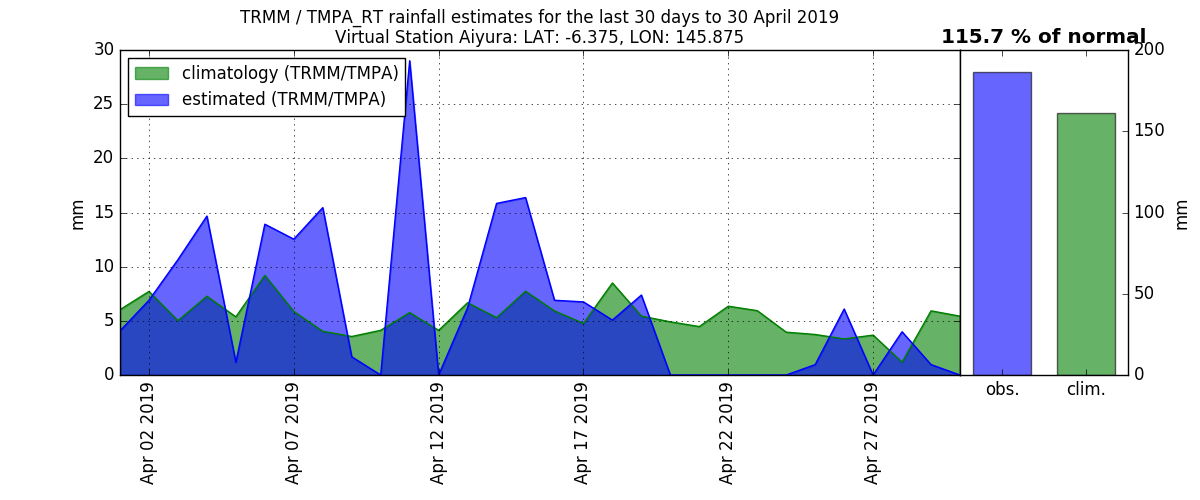 TRMM / TMPA_RT rainfall estimates for the last 30 days to 30 April 2019
Virtual Station Aiyura: LAT: -6.375, LON: 145.875
115.7 % of normal
climatology (TRMM/TMPA)
estimated (TRMM/TMPA)
30
25
20
15
10
5
0
mm
Apr 02 2019
Apr 07 2019
Apr 12 2019
Apr 17 2019
Apr 22 2019
Apr 27 2019
200
150
100
50
0
mm
obs.
clim.